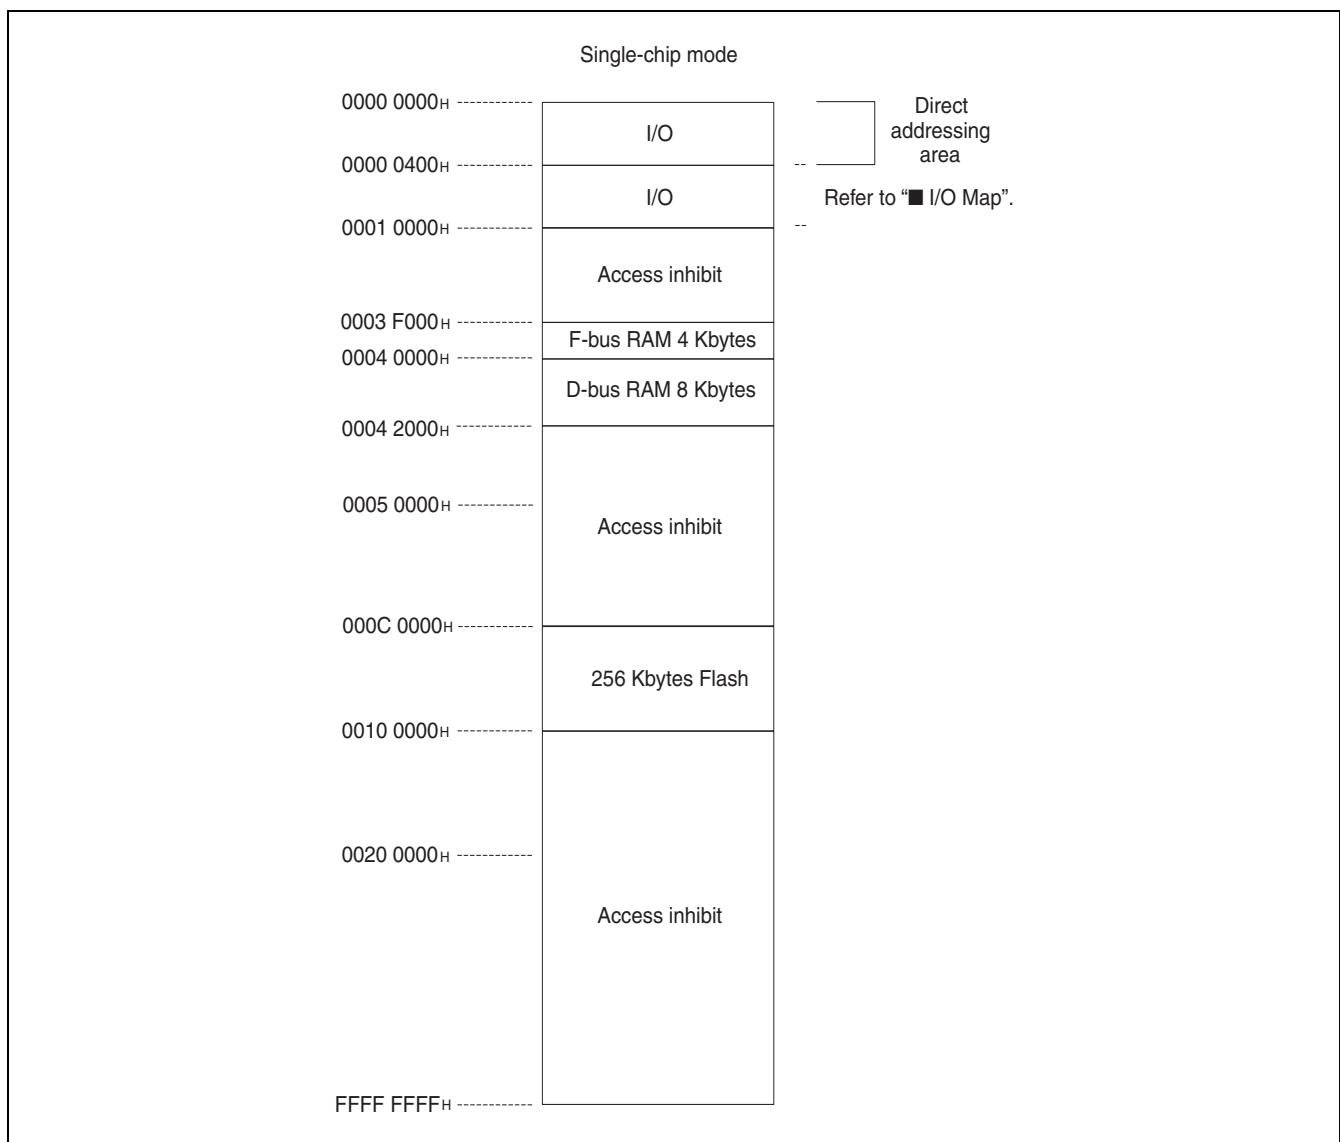 Single-chip mode
0000 0000H
I/O
Direct
addressing
area
0000 0400H
I/O
Refer to “■ I/O Map”.
0001 0000H
Access inhibit
0003 F000H
F-bus RAM 4 Kbytes
0004 0000H
D-bus RAM 8 Kbytes
0004 2000H
0005 0000H
Access inhibit
000C 0000H
256 Kbytes Flash
0010 0000H
0020 0000H
Access inhibit
FFFF FFFFH